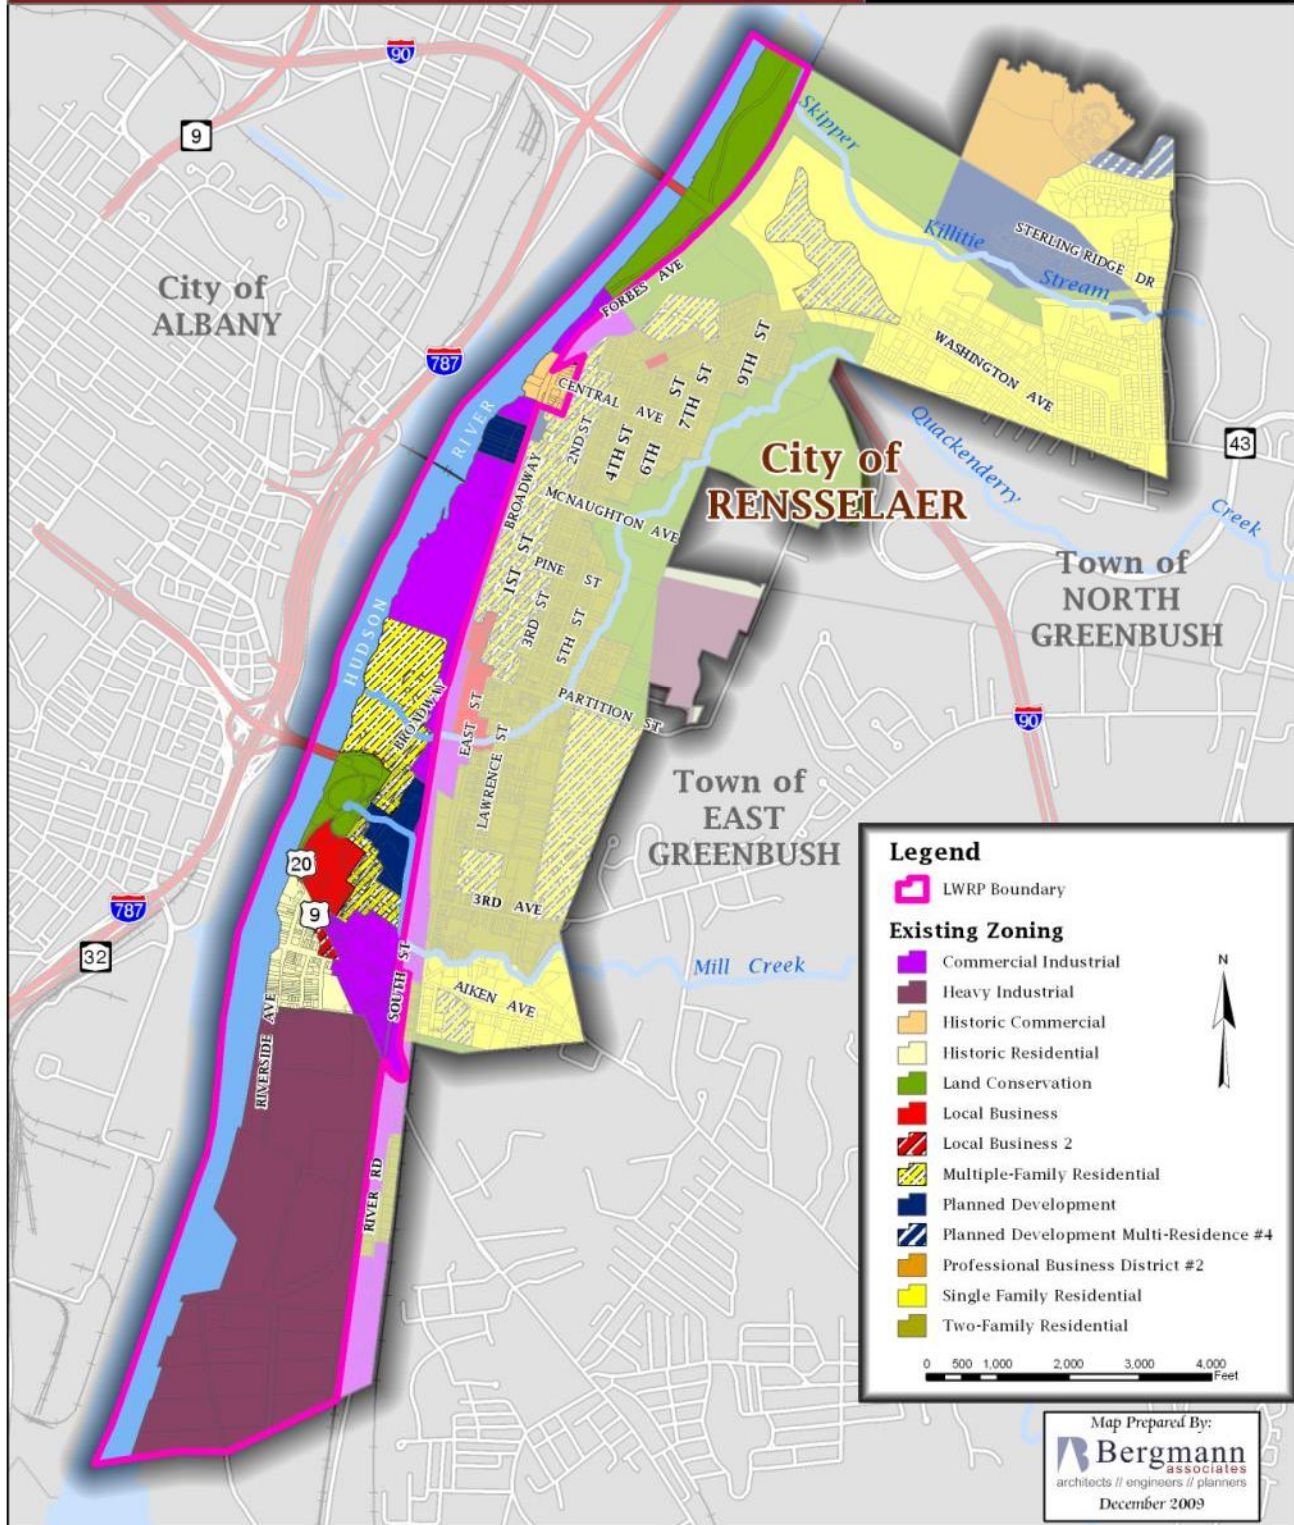 90
9
City of
ALBANY
787
Skipper
Killitie
Stream
STERLING RIDGE DR
FORBES AVE
WASHINGTON AVE
9TH ST
7TH ST
6TH ST
4TH ST
2ND ST
CENTRAL AVE
RIVER
HUDSON
BROADWAY
MCNAUGHTON AVE
City of
RENSSELAER
Quackenderry
Creek
43
Town of
NORTH
GREENBUSH
1ST ST
PINE ST
3RD ST
5TH ST
PARTITION ST
BROADWAY
EAST ST
LAWRENCE ST
90
Town of
EAST
GREENBUSH
20
9
787
32
3RD AVE
Mill Creek
SOUTH ST
AIKEN AVE
RIVERSIDE AVE
RIVER RD
Legend
LWRP Boundary
Existing Zoning
Commercial Industrial
Heavy Industrial
Historic Commercial
Historic Residential
Land Conservation
Local Business
Local Business 2
Multiple-Family Residential
Planned Development
Planned Development Multi-Residence #4
Professional Business District #2
Single Family Residential
Two-Family Residential
N
0 500 1,000 2,000 3,000 4,000
Feet
Map Prepared By:
Bergmann
associates
architects // engineers // planners
December 2009